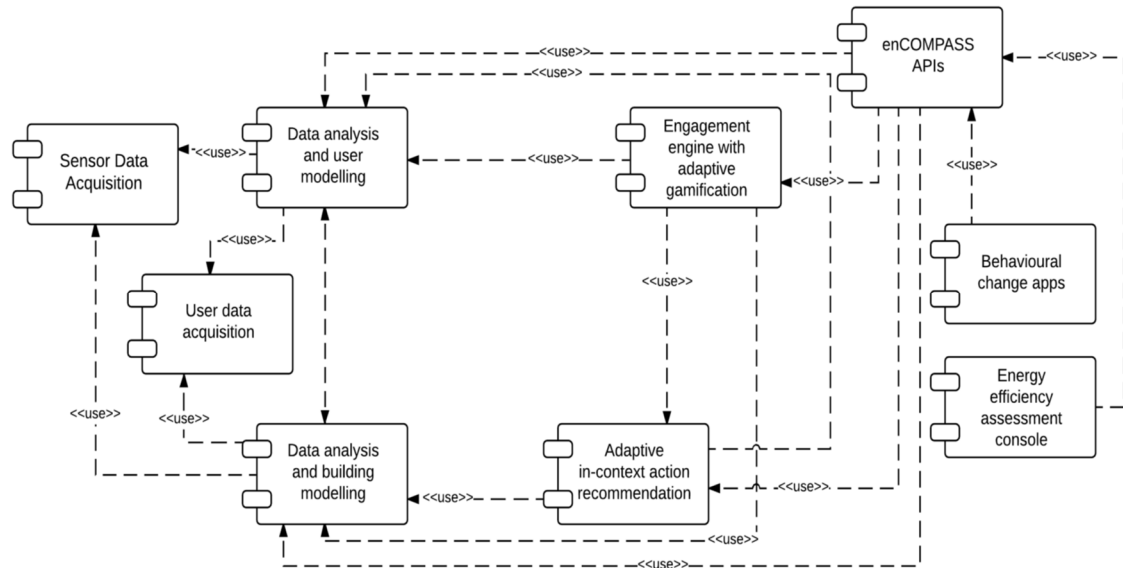 enCOMPASS
APIs
<<use>>
<<use>>
<<use>>
Data analysis
and user
modelling
Engagement
engine with
adaptive
gamification
Sensor Data
Acquisition
<<use>>
<<use>>
<<use>>
<<use>>
<<use>>
Behavioural
change apps
User data
acquisition
<<use>>
Energy
efficiency
assessment
console
<<use>>
<<use>>
Data analysis
and building
modelling
Adaptive
in-context action
recommendation
<<use>>
<<use>>
<<use>>
<<use>>